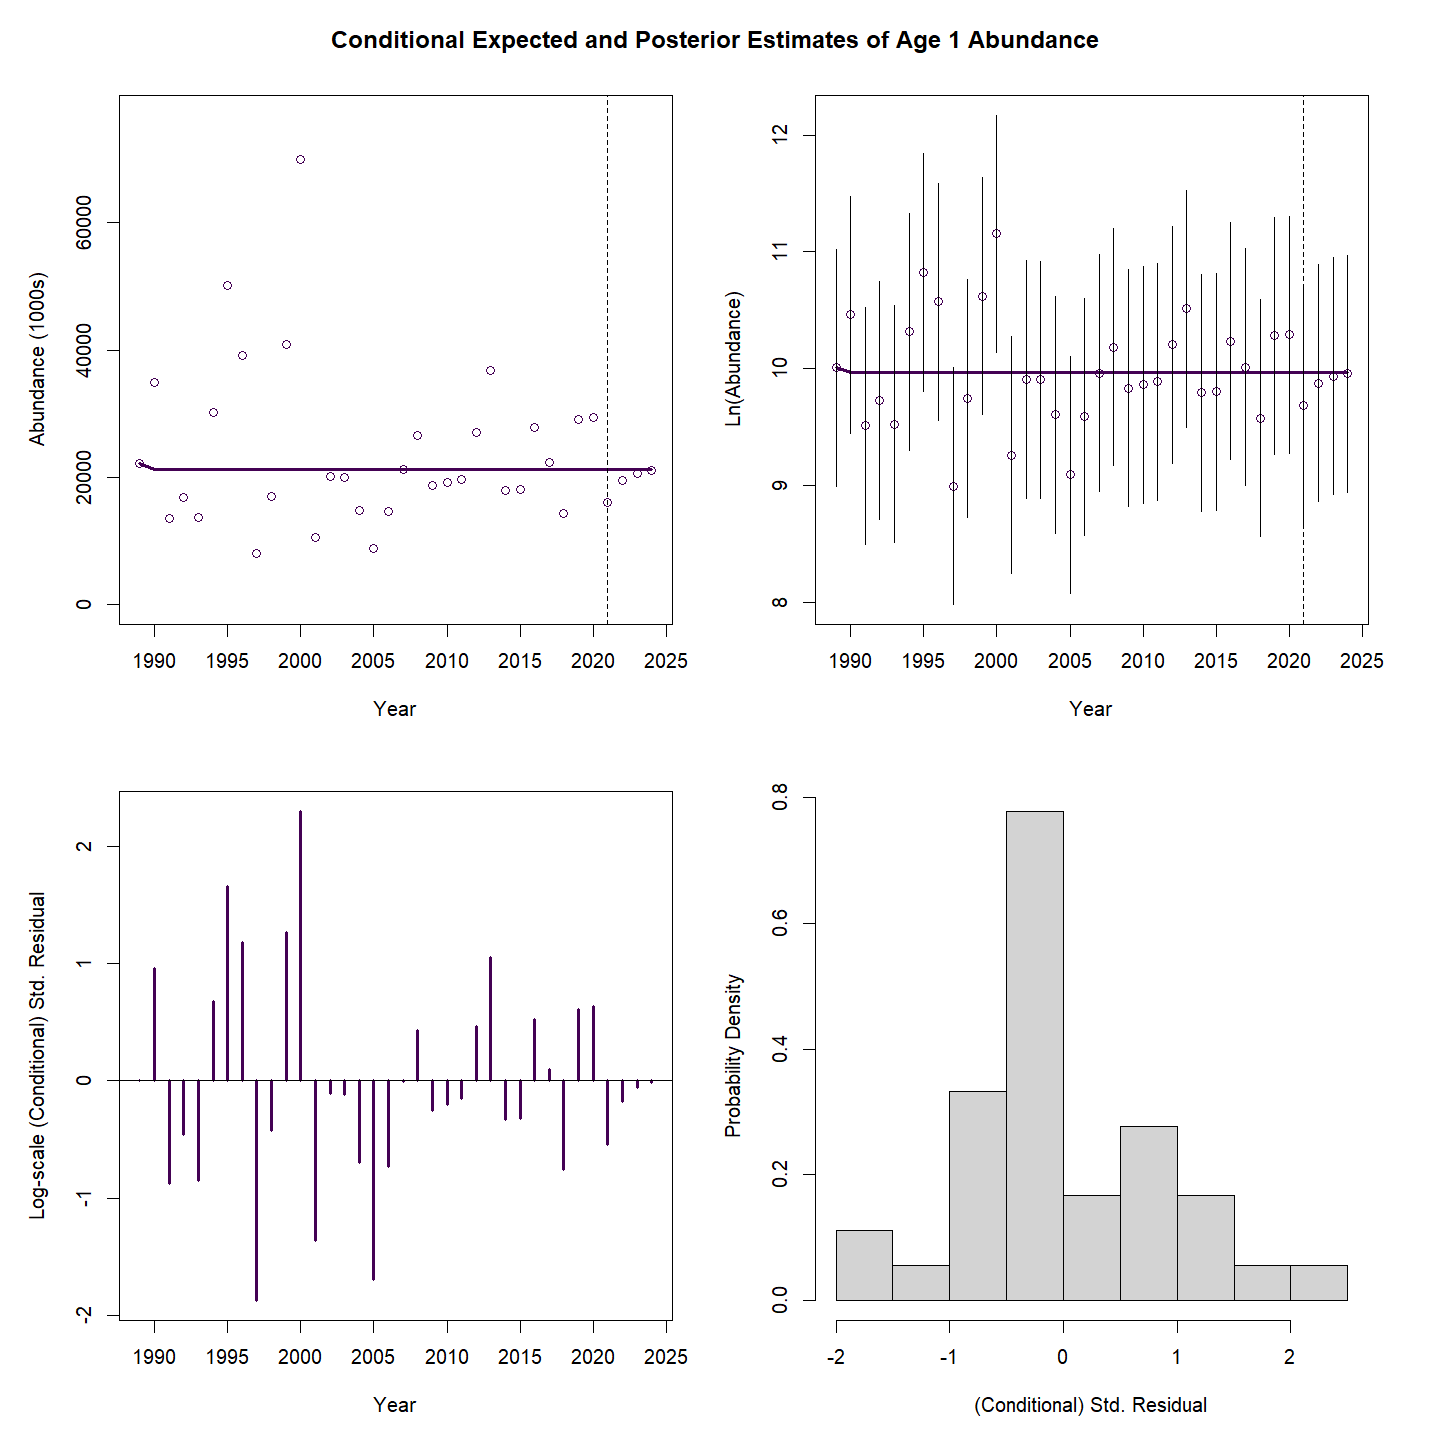 Conditional Expected and Posterior Estimates of Age 1 Abundance
Abundance (1000s)
60000
40000
20000
0
1990 1995 2000 2005 2010 2015 2020 2025
Year
Ln(Abundance)
12
11
10
9
8
1990 1995 2000 2005 2010 2015 2020 2025
Year
Log-scale (Conditional) Std. Residual
2
1
0
-1
-2
1990 1995 2000 2005 2010 2015 2020 2025
Year
Probability Density
0.8
0.6
0.4
0.2
0.0
-2 -1 0 1 2
(Conditional) Std. Residual